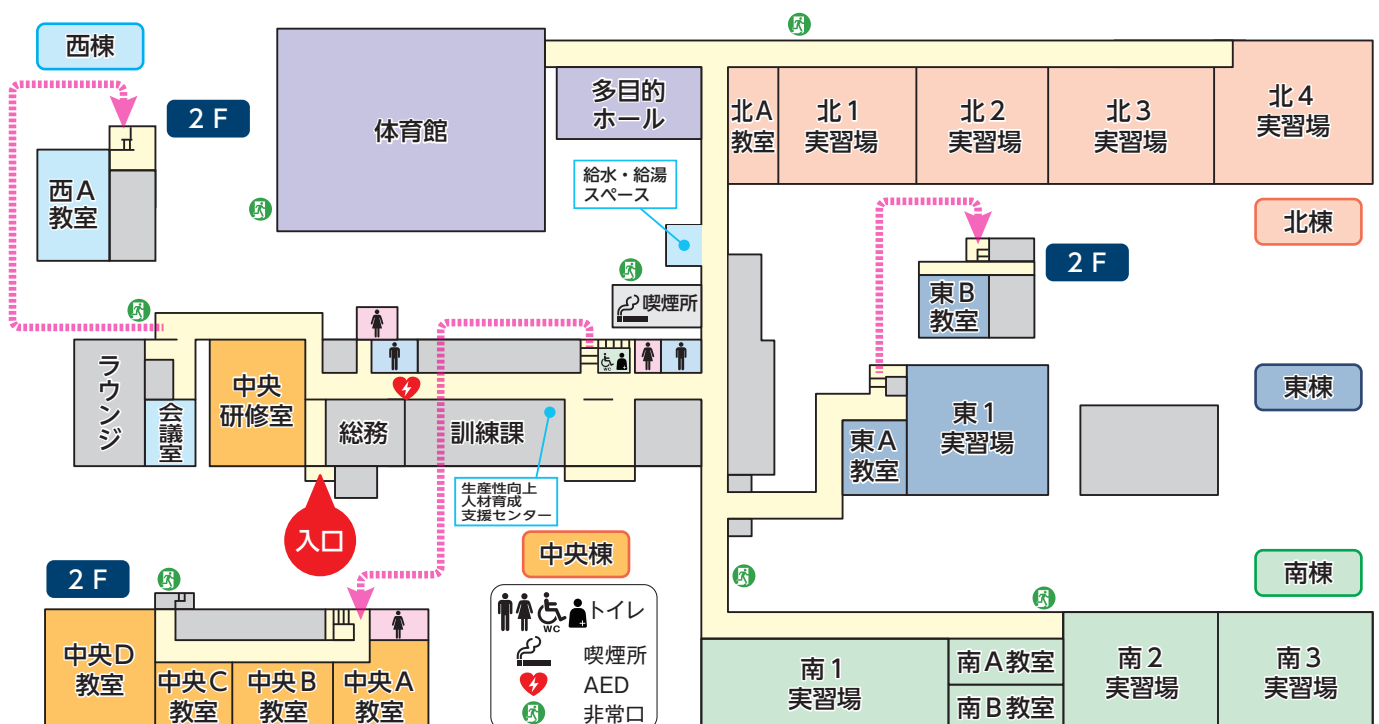 西棟
2F
西A
教室
体育館
多目的
ホール
給水・給湯
スペース
喫煙所
北A
教室
北1
実習場
北2
実習場
北3
実習場
北4
実習場
北棟
2F
東B
教室
東棟
東1
実習場
東A
教室
ラウンジ
会議室
中央
研修室
総務
訓練課
WC
生産性向上
人材育成
支援センター
入口
中央棟
2F
中央D
教室
中央C
教室
中央B
教室
中央A
教室
WC
トイレ
喫煙所
AED
非常口
南棟
南1
実習場
南A教室
南B教室
南2
実習場
南3
実習場